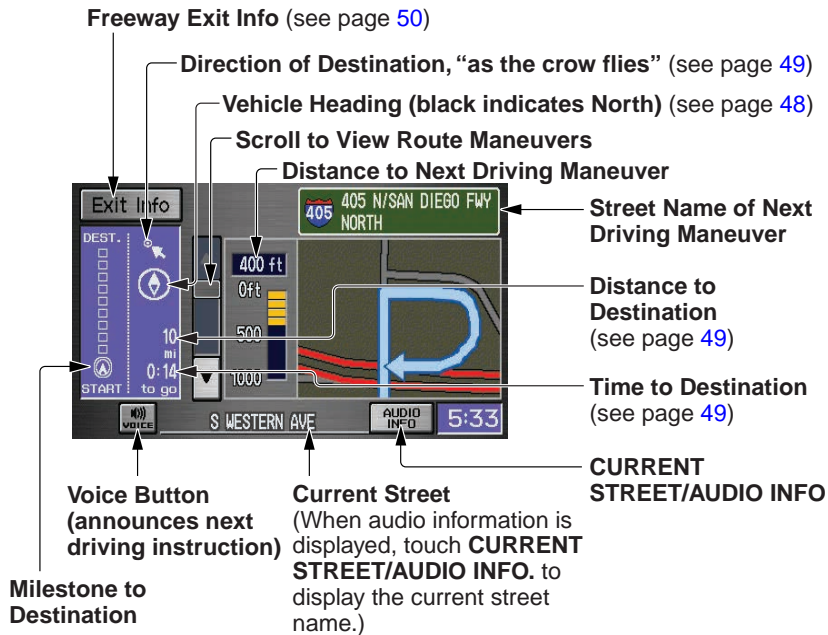 Freeway Exit Info (see page 50)
Direction of Destination, “as the crow flies” (see page 49)
Vehicle Heading (black indicates North) (see page 48)
Scroll to View Route Maneuvers
Distance to Next Driving Maneuver
Exit Info
405
405 N/SAN DIEGO FWY
NORTH
Street Name of Next
Driving Maneuver
DEST.
400 ft
0ft
500
1000
10
mi
0:14
to go
START
Distance to
Destination
(see page 49)
Time to Destination
(see page 49)
VOICE
S WESTERN AVE
AUDIO
INFO
5:33
CURRENT
STREET/AUDIO INFO
Voice Button
(announces next
driving instruction)
Current Street
(When audio information is
displayed, touch CURRENT
STREET/AUDIO INFO. to
display the current street
name.)
Milestone to
Destination